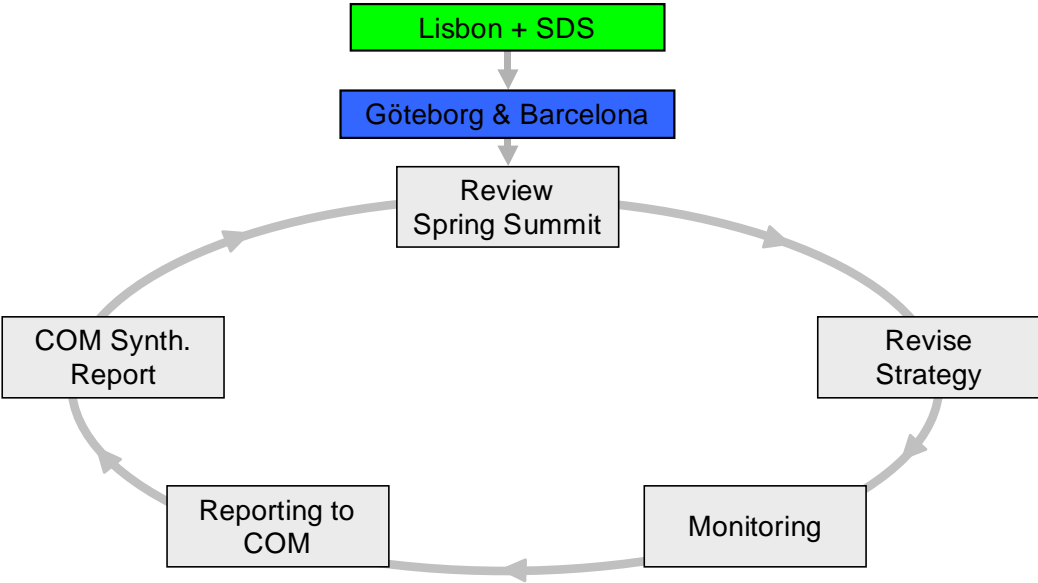 Lisbon + SDS
Göteborg & Barcelona
Review
Spring Summit
COM Synth.
Report
Revise
Strategy
Reporting to
COM
Monitoring